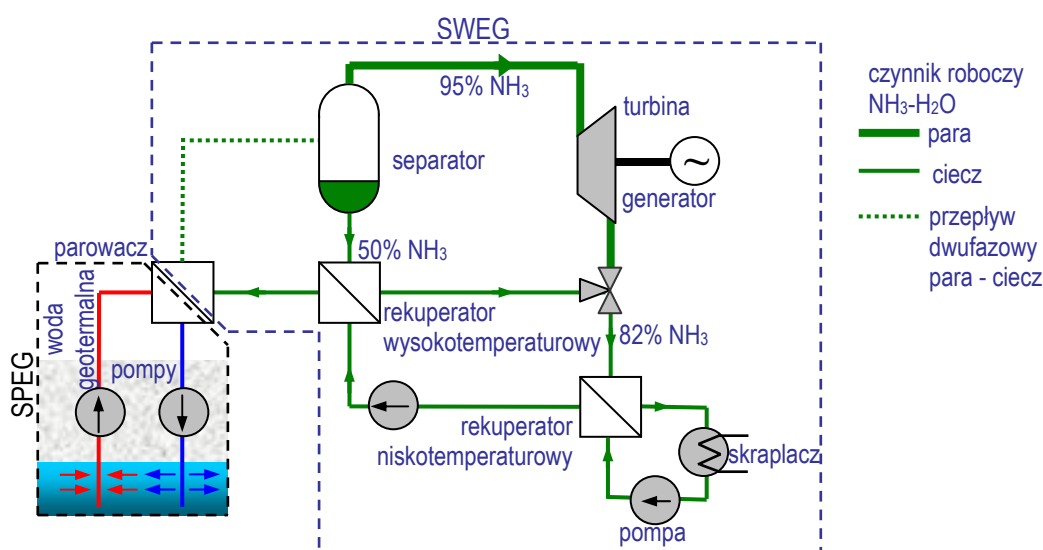 SWEG
95% NH₃
czynnik roboczy
NH₃-H₂O
para
ciecz
przepływ
dwufazowy
para - ciecz
turbina
separator
generator
~
parowacz
50% NH₃
woda
geotermalna
rekuperator
wysokotemperaturowy
82% NH₃
SPEG
pompy
rekuperator
niskotemperaturowy
skraplacz
pompa